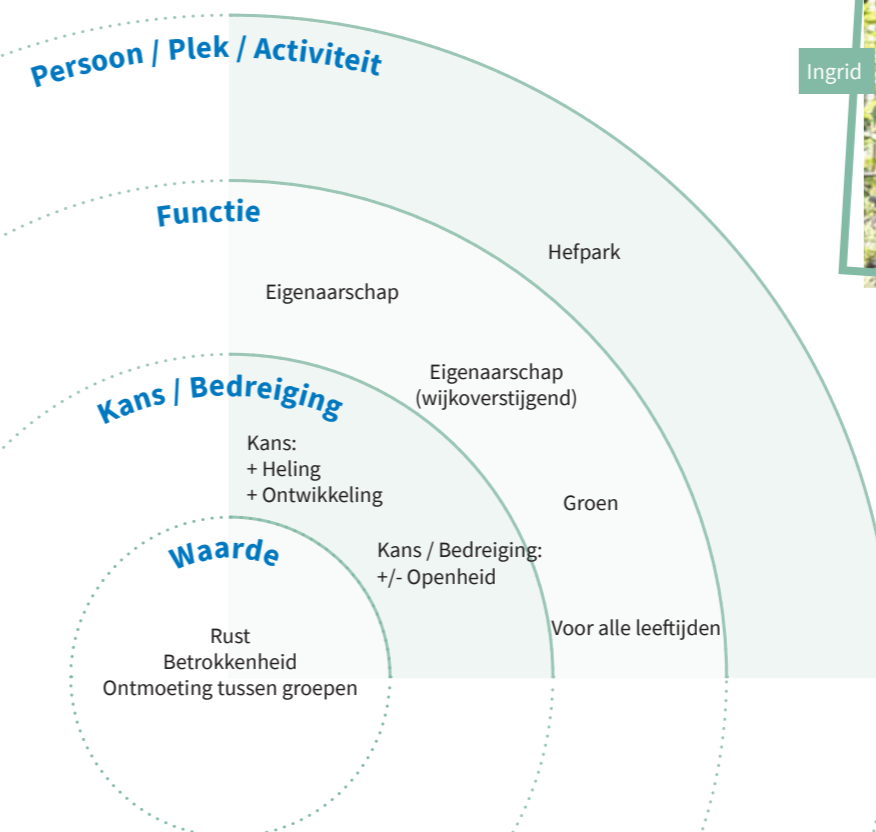 Persoon / Plek / Activiteit
Ingrid
Functie
Hefpark
Eigenaarschap
Eigenaarschap
(wijkoverstijgend)
Kans / Bedreiging
Kans:
+ Heling
+ Ontwikkeling
Groen
Kans / Bedreiging:
+/- Openheid
Waarde
Voor alle leeftijden
Rust
Betrokkenheid
Ontmoeting tussen groepen